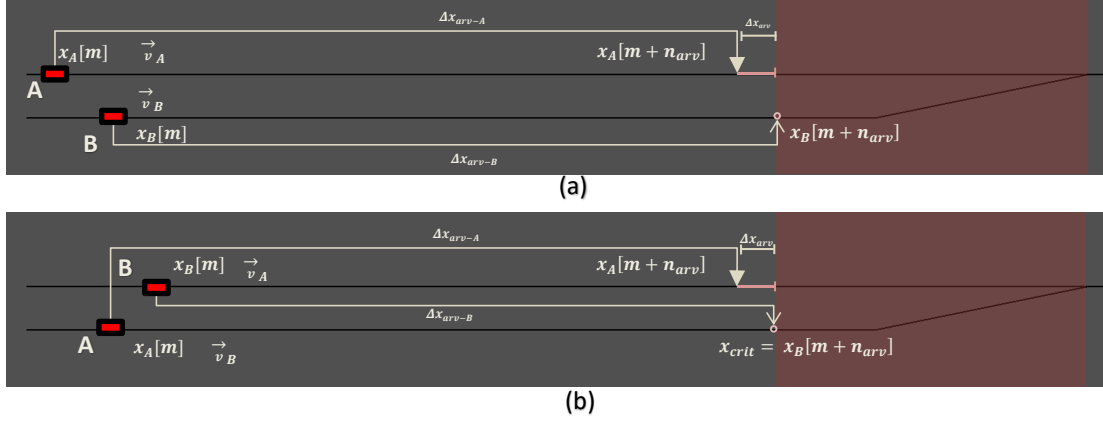 Δx_{arv−A}
Δx_{arv}
x_A[m] →v_A x_A[m + n_{arv}]
A
→v_B
B x_B[m] x_B[m + n_{arv}]
Δx_{arv−B}
(a)
Δx_{arv−A} Δx_{arv}
B x_B[m] →v_A x_A[m + n_{arv}]
Δx_{arv−B}
A x_A[m] →v_B x_{crit} = x_B[m + n_{arv}]
(b)